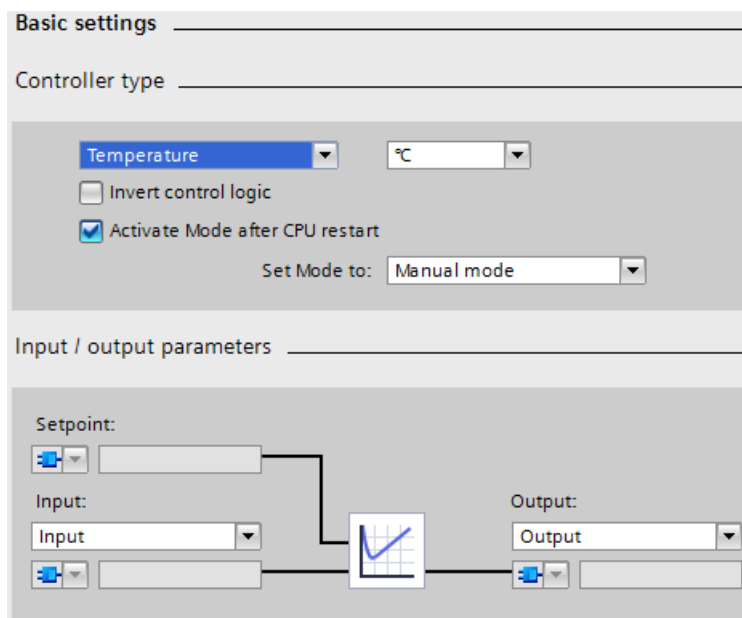 Basic settings
Controller type
Temperature ℃
Invert control logic
Activate Mode after CPU restart
Set Mode to: Manual mode
Input / output parameters
Setpoint:
Input: Output:
Input Output